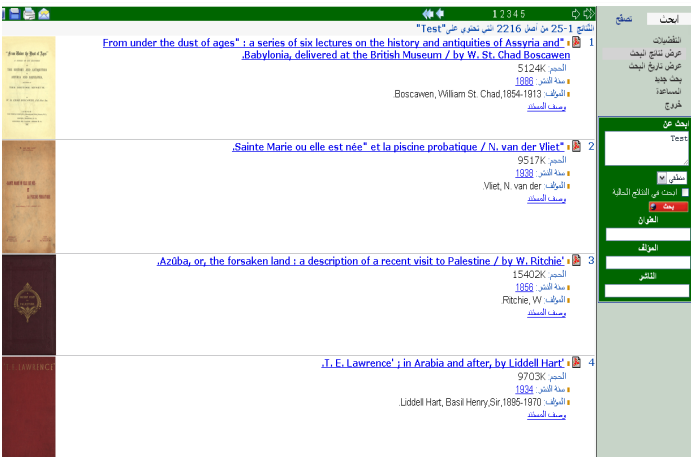 ابحث
تصفح
1 2 3 4 5
التفضيلات
عرض نتائج البحث
عرض تاريخ البحث
بحث جديد
المساعدة
خروج
ابحث عن
Test
منطقي
ابحث في النتائج الحالية
بحث
العنوان
المؤلف
الناشر
النتائج 1-25 من أصل 2216 التي تحتوي على "Test"
1
From under the dust of ages" : a series of six lectures on the history and antiquities of Assyria and"
.Babylonia, delivered at the British Museum / by W. St. Chad Boscawen
الحجم: 5124K
سنة النشر: 1886
المؤلف: Boscawen, William St. Chad,1854-1913.
وصف المستند
2
.Sainte Marie ou elle est née" et la piscine probatique / N. van der Vliet"
الحجم: 9517K
سنة النشر: 1938
المؤلف: Vliet, N. van der.
وصف المستند
3
.Azûba, or, the forsaken land : a description of a recent visit to Palestine / by W. Ritchie'
الحجم: 15402K
سنة النشر: 1856
المؤلف: Ritchie, W.
وصف المستند
4
.T. E. Lawrence' ; in Arabia and after, by Liddell Hart'
الحجم: 9703K
سنة النشر: 1934
المؤلف: Liddell Hart, Basil Henry,Sir,1895-1970.
وصف المستند
T. E. LAWRENCE